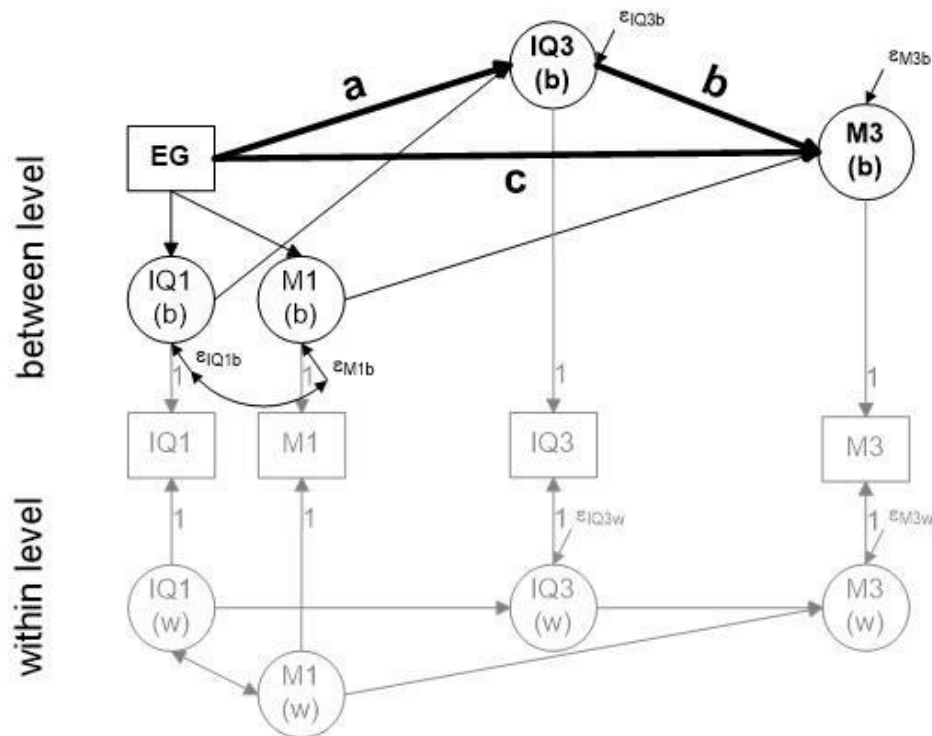 IQ3
(b)
εIQ3b
εM3b
a
b
M3
(b)
EG
c
between level
IQ1
(b)
M1
(b)
εIQ1b
εM1b
1
1
1
1
IQ1
M1
IQ3
M3
within level
1
1
1
εIQ3w
1
εM3w
IQ1
(w)
IQ3
(w)
M3
(w)
M1
(w)